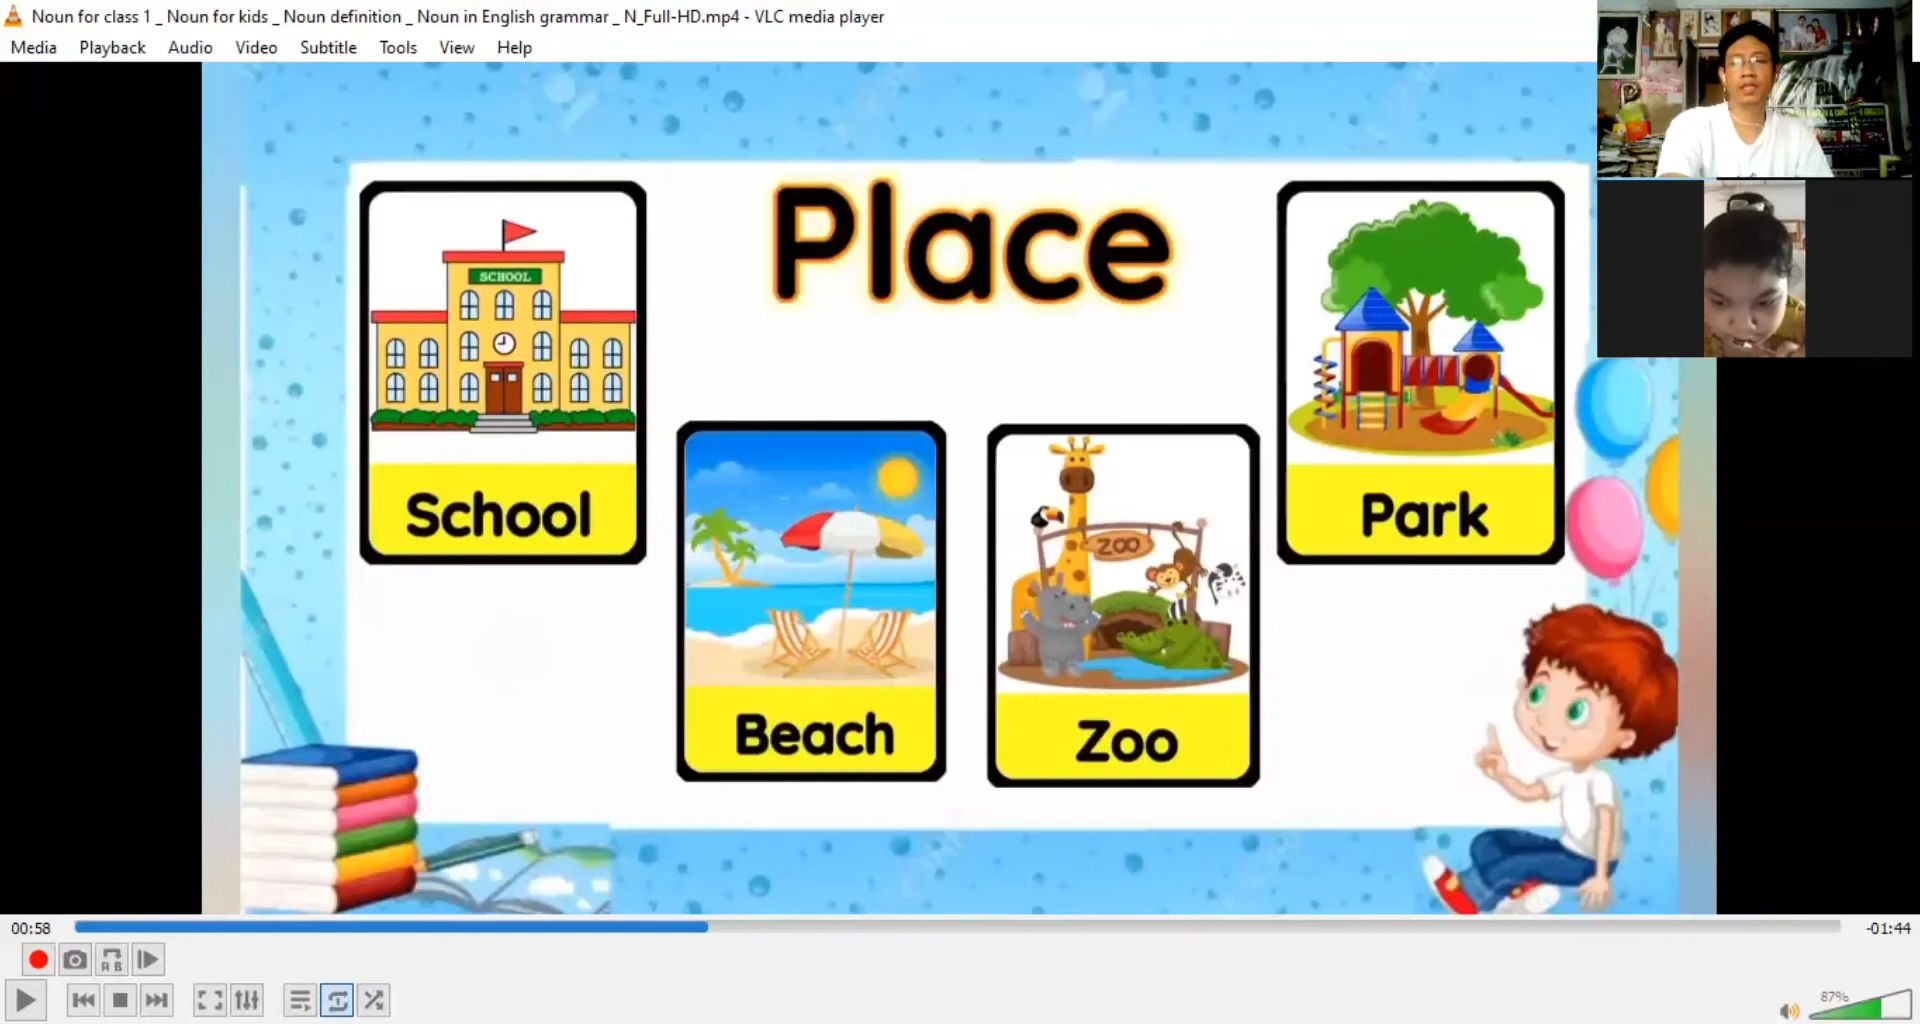 Noun for class 1 _ Noun for kids _ Noun definition _ Noun in English grammar _ N_Full-HD.mp4 - VLC media player
Media Playback Audio Video Subtitle Tools View Help
Place
SCHOOL
School
Park
ZOO
Beach
Zoo
00:58
-01:44
A B
87%